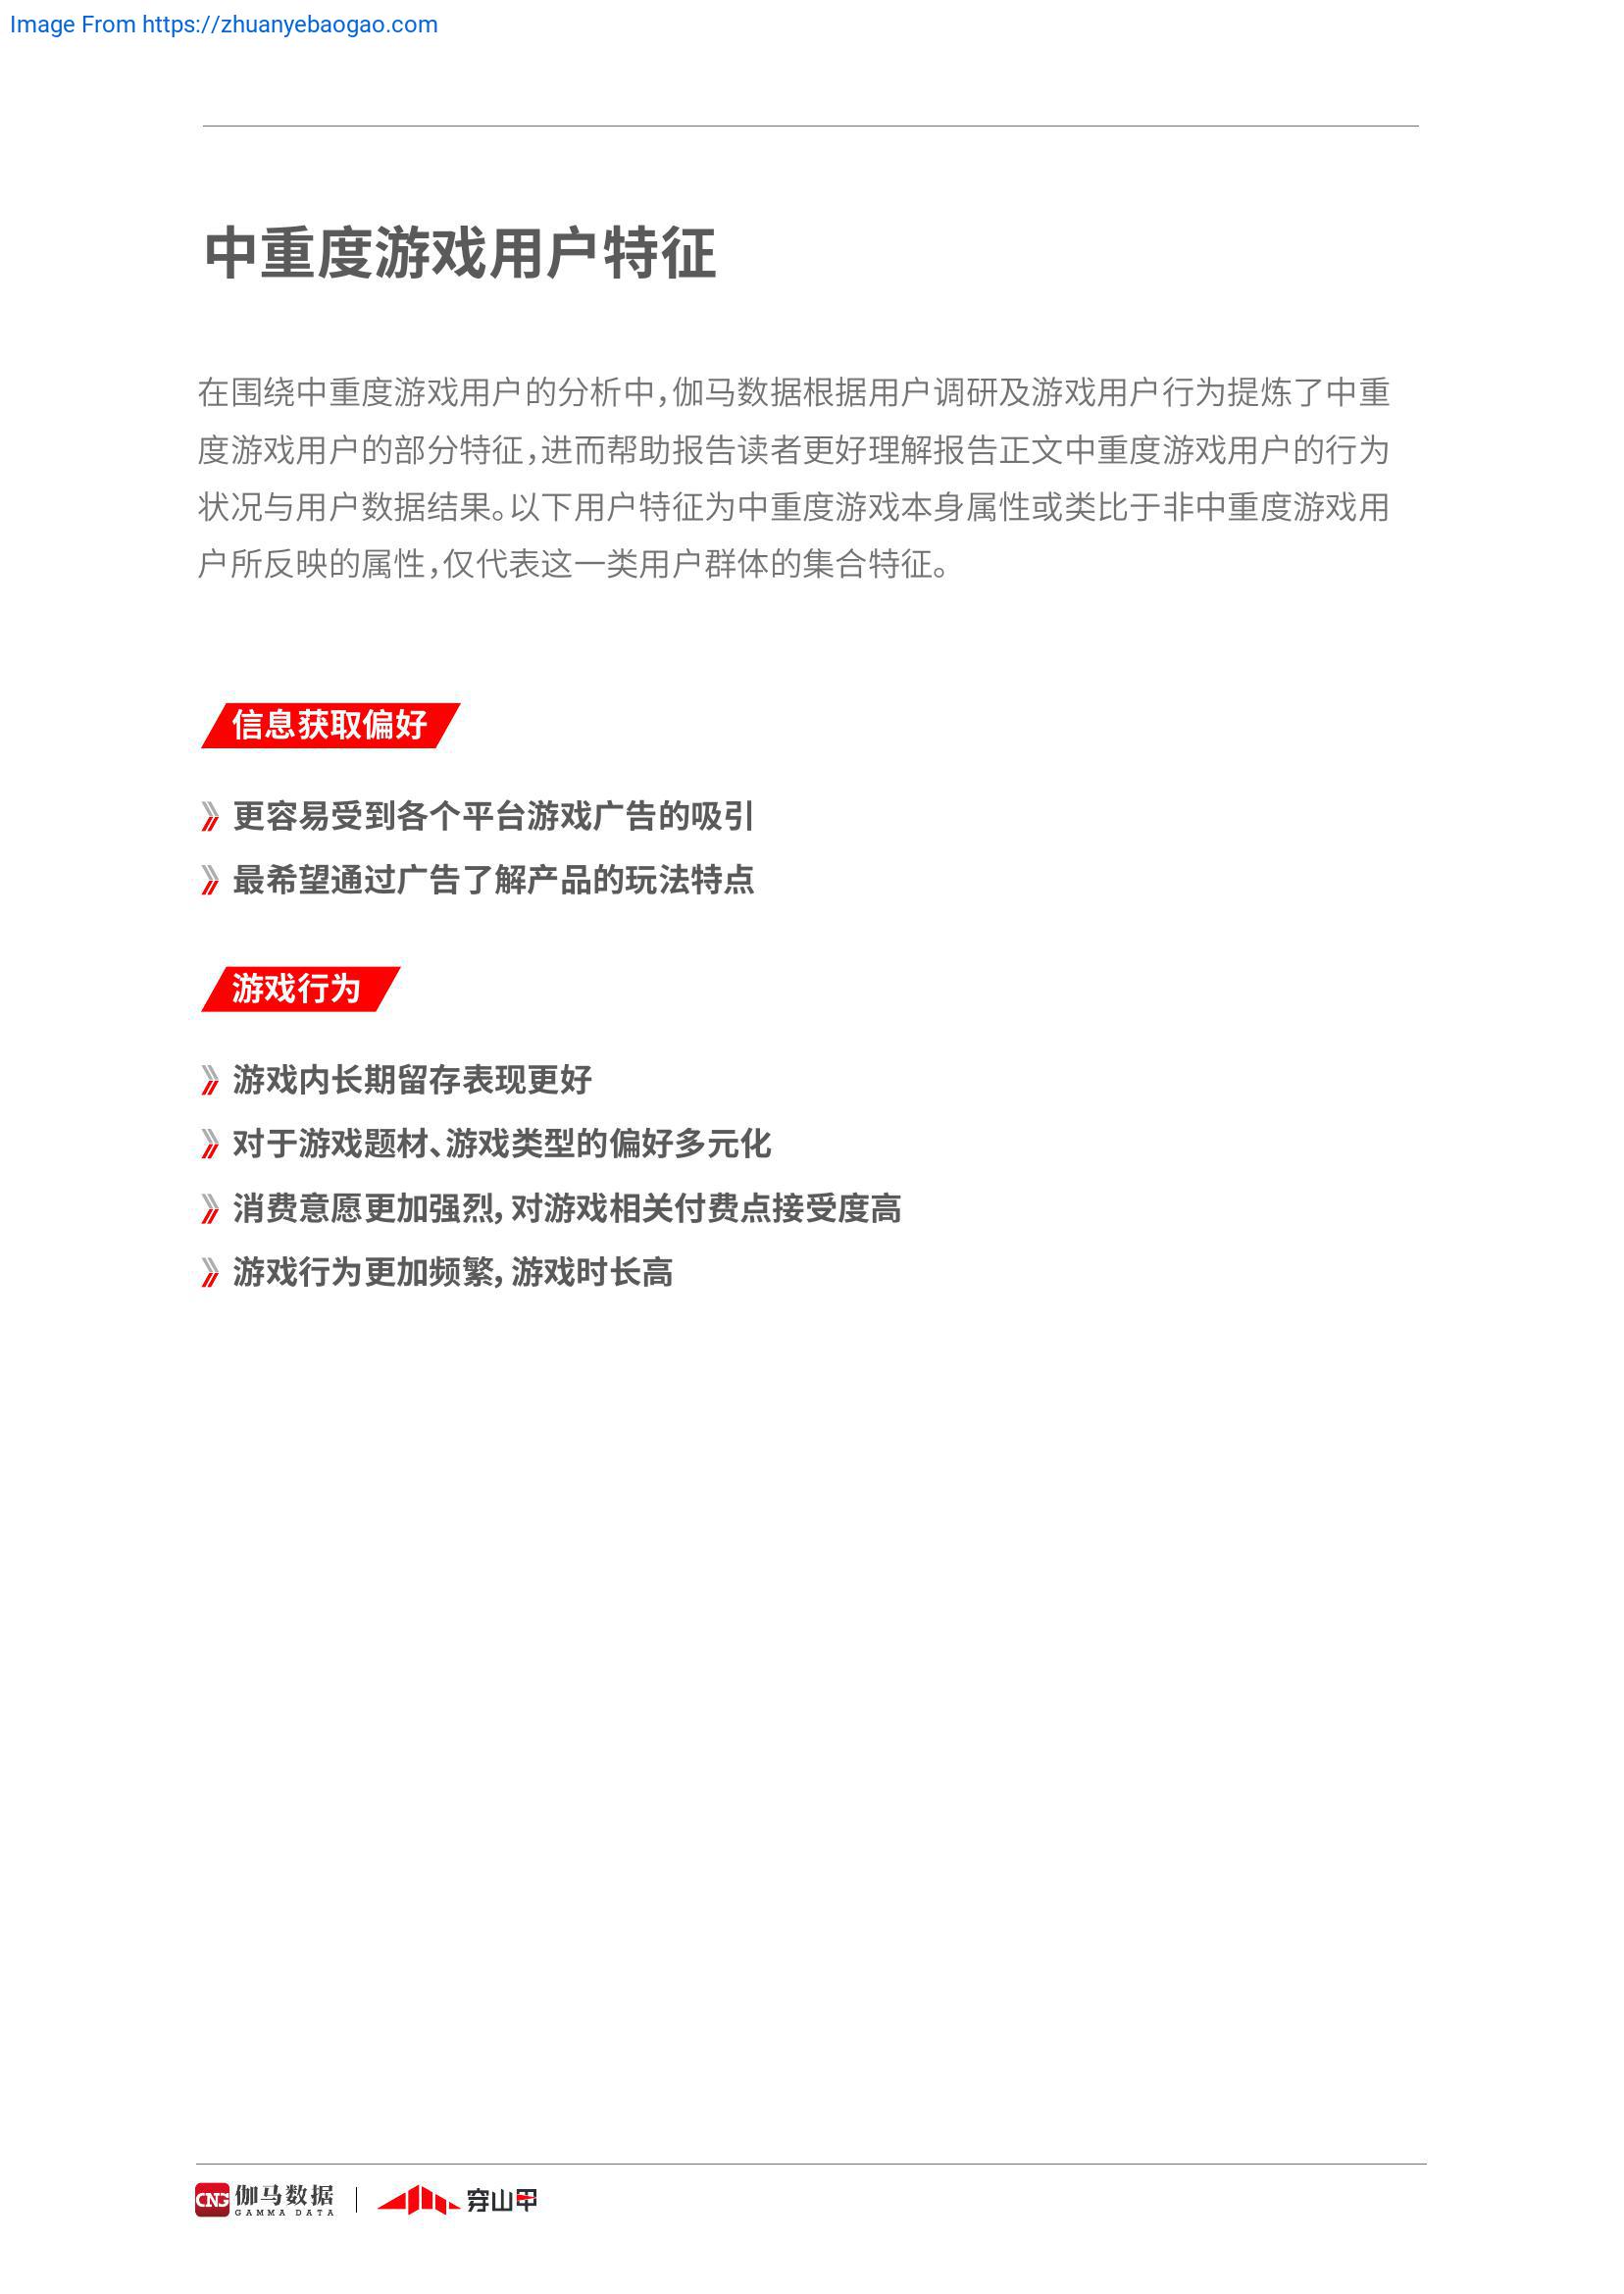 Image From https://zhuanyebaogao.com
中重度游戏用户特征
在围绕中重度游戏用户的分析中，伽马数据根据用户调研及游戏用户行为提炼了中重
度游戏用户的部分特征，进而帮助报告读者更好理解报告正文中重度游戏用户的行为
状况与用户数据结果。以下用户特征为中重度游戏本身属性或类比于非中重度游戏用
户所反映的属性，仅代表这一类用户群体的集合特征。
信息获取偏好
更容易受到各个平台游戏广告的吸引
最希望通过广告了解产品的玩法特点
游戏行为
游戏内长期留存表现更好
对于游戏题材、游戏类型的偏好多元化
消费意愿更加强烈，对游戏相关付费点接受度高
游戏行为更加频繁，游戏时长高
CNG 伽马数据 GAMMA DATA | 穿山甲